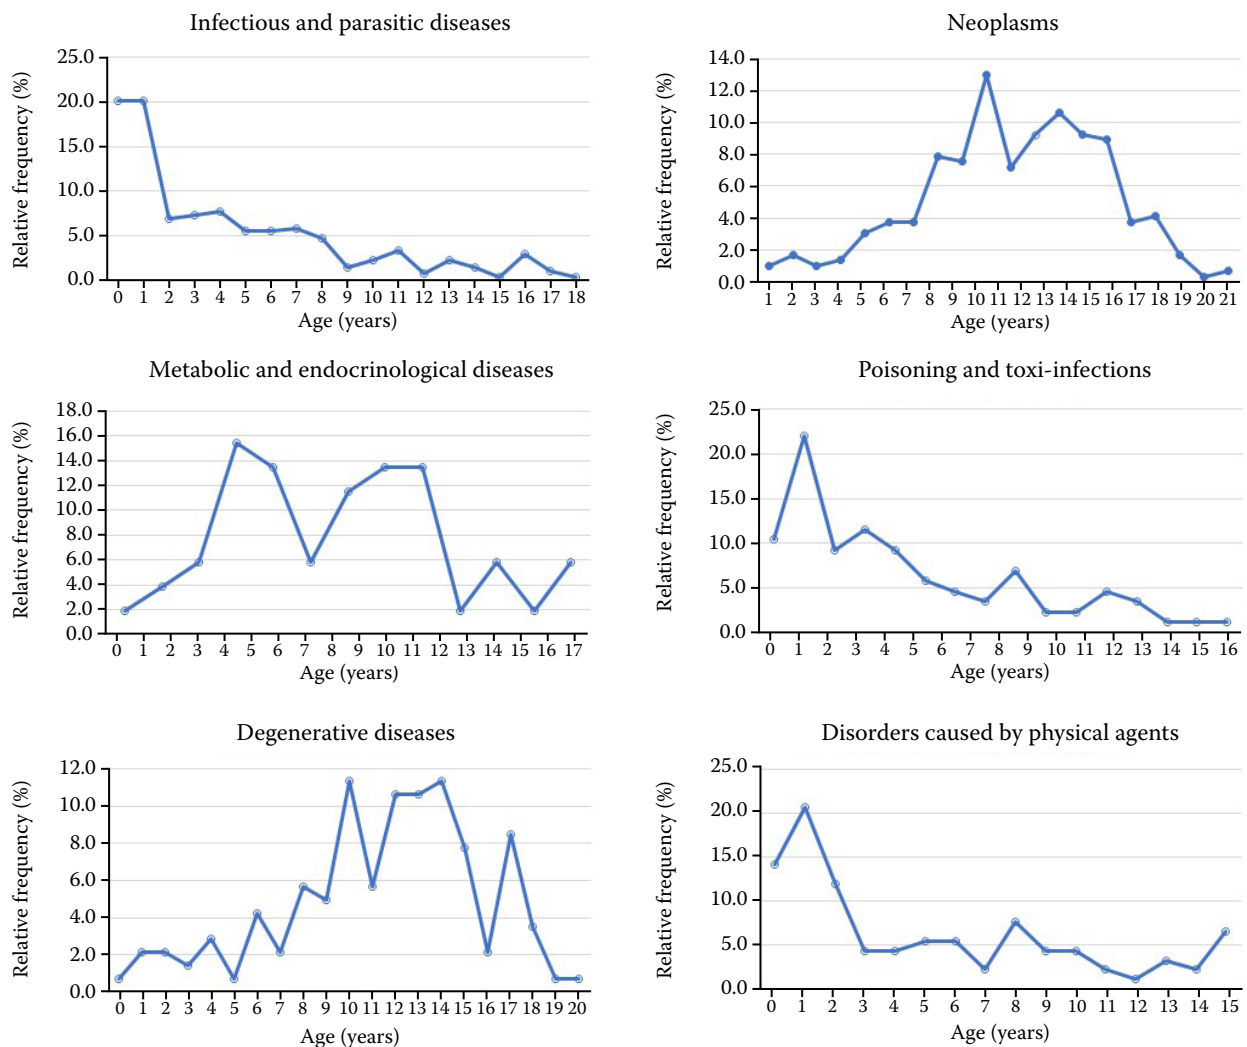 Infectious and parasitic diseases
Relative frequency (%)
25.0
20.0
15.0
10.0
5.0
0.0
0 1 2 3 4 5 6 7 8 9 10 11 12 13 14 15 16 17 18
Age (years)
Neoplasms
Relative frequency (%)
14.0
12.0
10.0
8.0
6.0
4.0
2.0
0.0
1 2 3 4 5 6 7 8 9 10 11 12 13 14 15 16 17 18 19 20 21
Age (years)
Metabolic and endocrinological diseases
Relative frequency (%)
18.0
16.0
14.0
12.0
10.0
8.0
6.0
4.0
2.0
0.0
0 1 2 3 4 5 6 7 8 9 10 11 12 13 14 15 16 17
Age (years)
Poisoning and toxi-infections
Relative frequency (%)
25.0
20.0
15.0
10.0
5.0
0.0
0 1 2 3 4 5 6 7 8 9 10 11 12 13 14 15 16
Age (years)
Degenerative diseases
Relative frequency (%)
12.0
10.0
8.0
6.0
4.0
2.0
0.0
0 1 2 3 4 5 6 7 8 9 10 11 12 13 14 15 16 17 18 19 20
Age (years)
Disorders caused by physical agents
Relative frequency (%)
25.0
20.0
15.0
10.0
5.0
0.0
0 1 2 3 4 5 6 7 8 9 10 11 12 13 14 15
Age (years)